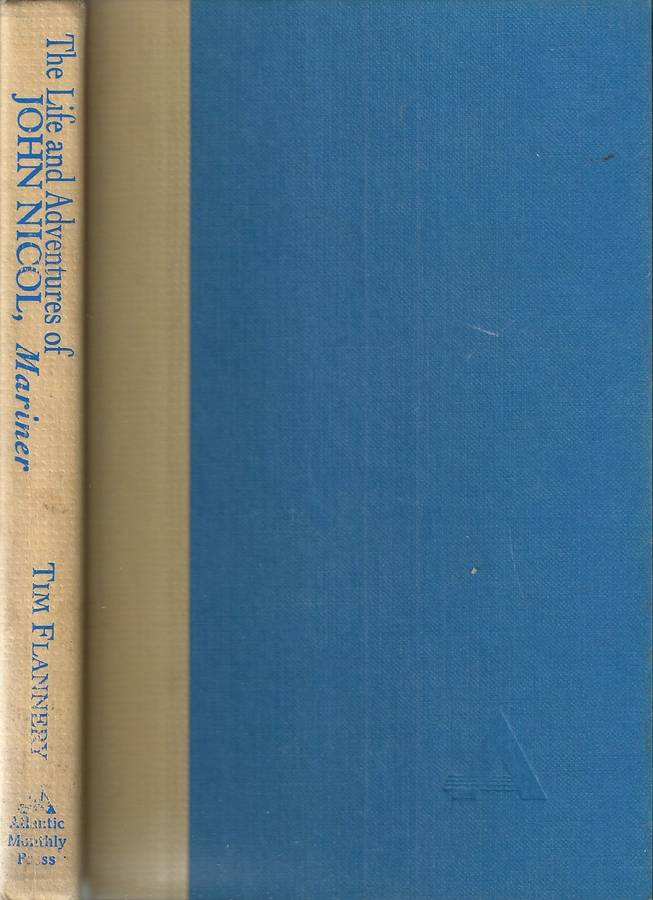 The Life and Adventures of
JOHN NICOL, Mariner
TIM FLANNERY
Atlantic
Monthly
Press